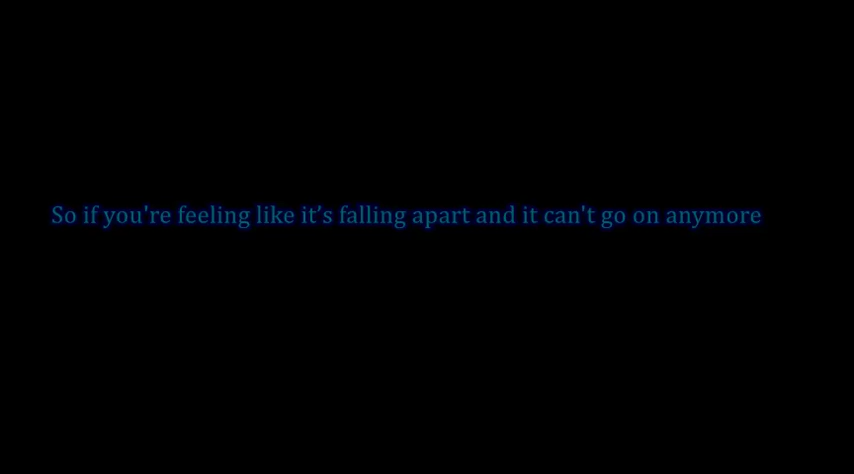 So if you're feeling like it’s falling apart and it can't go on anymore